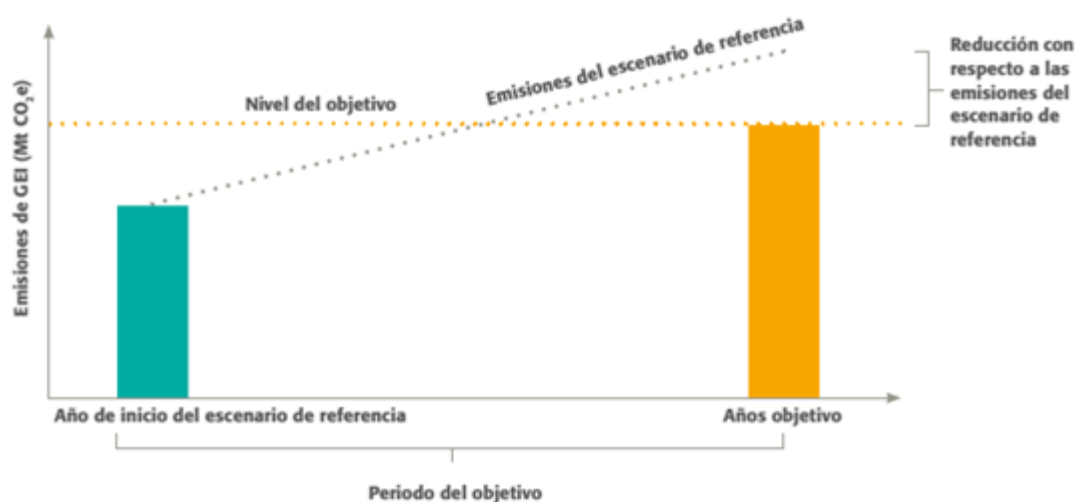 Emisiones de GEI (Mt CO₂e)
Nivel del objetivo
Emisiones del escenario de referencia
Reducción con
respecto a las
emisiones del
escenario de
referencia
Año de inicio del escenario de referencia
Años objetivo
Periodo del objetivo